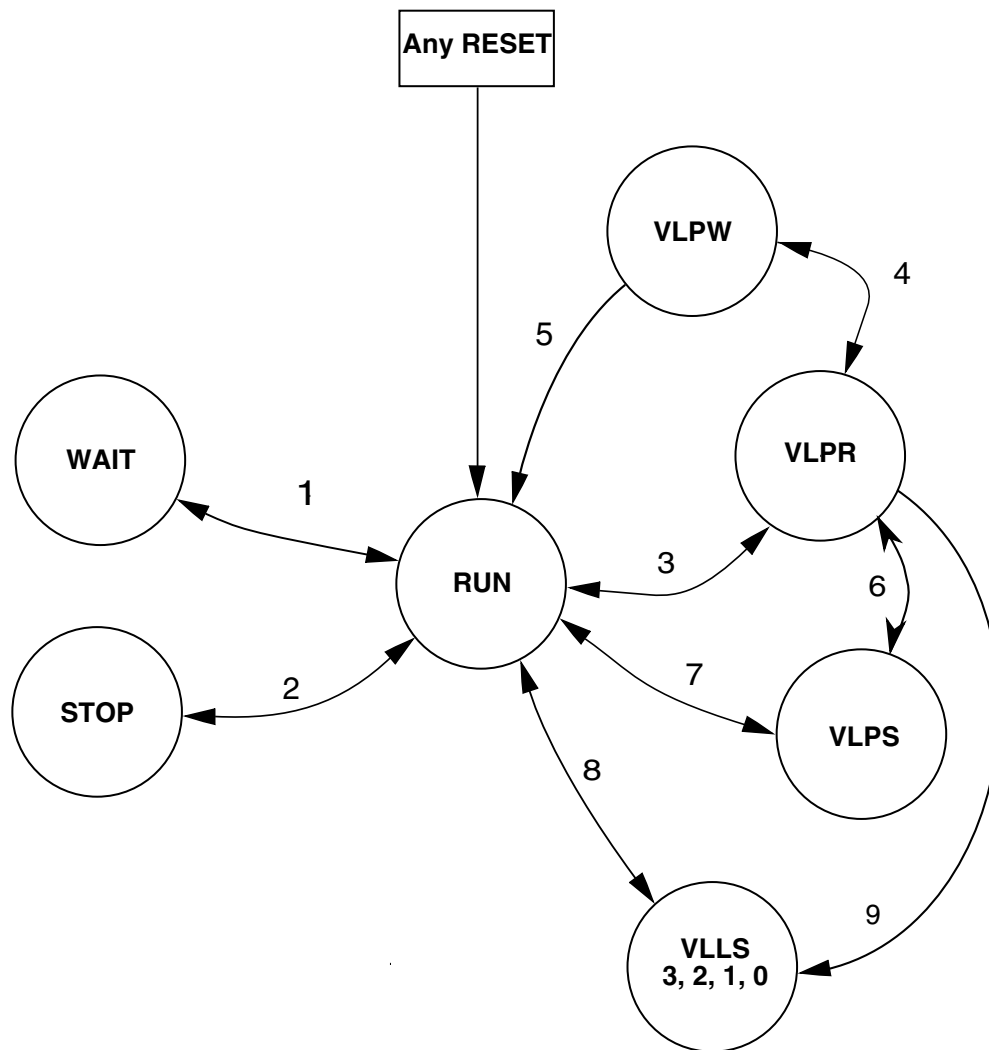 Any RESET
VLPW
4
5
WAIT
VLPR
1
3
RUN
6
2
7
STOP
VLPS
8
9
VLLS
3, 2, 1, 0